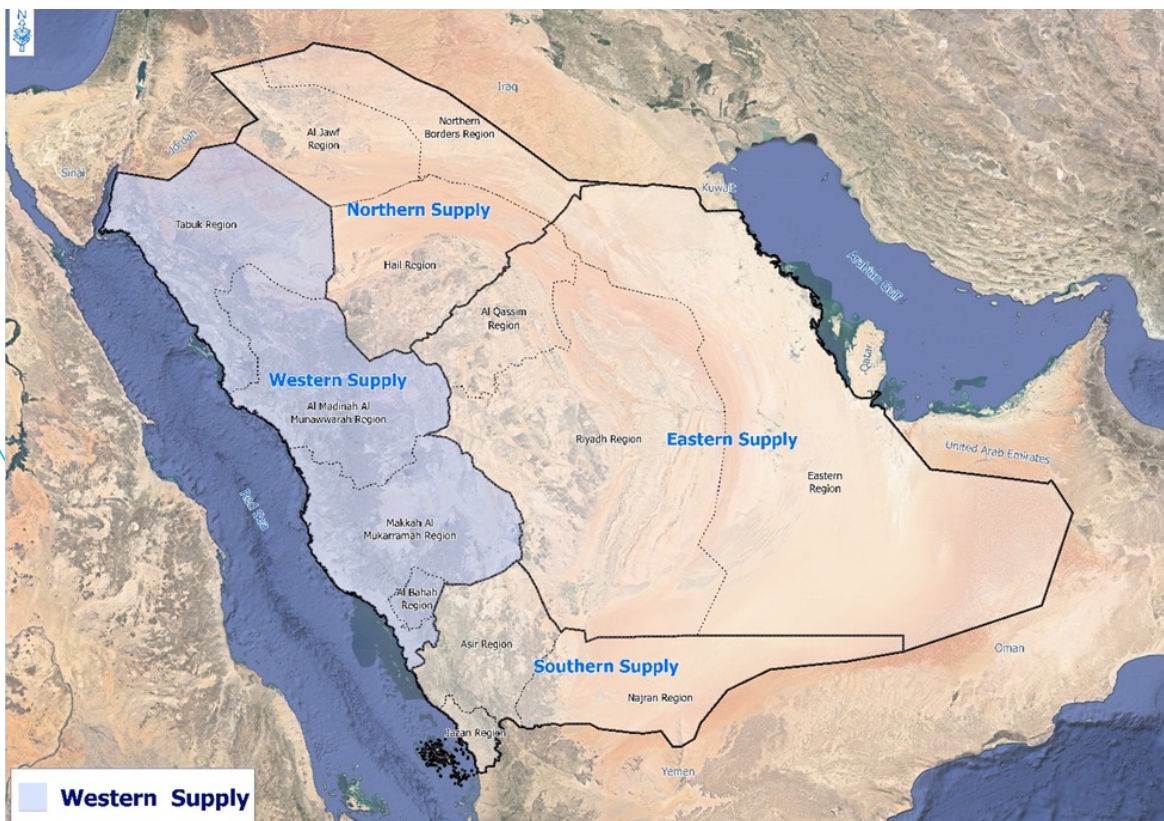 N
Iraq
Northern
Borders Region
Al Jawf
Region
Jordan
Sinai
Kuwait
Northern Supply
Tabuk Region
Hail Region
Arabian Gulf
Al Qassim
Region
Qatar
Western Supply
Al Madinah Al
Munawwarah Region
Riyadh Region
Eastern Supply
United Arab Emirates
Eastern
Region
Red Sea
Makkah Al
Mukarramah Region
Al Bahah
Region
Asir Region
Oman
Southern Supply
Najran Region
Jazan Region
Yemen
Western Supply